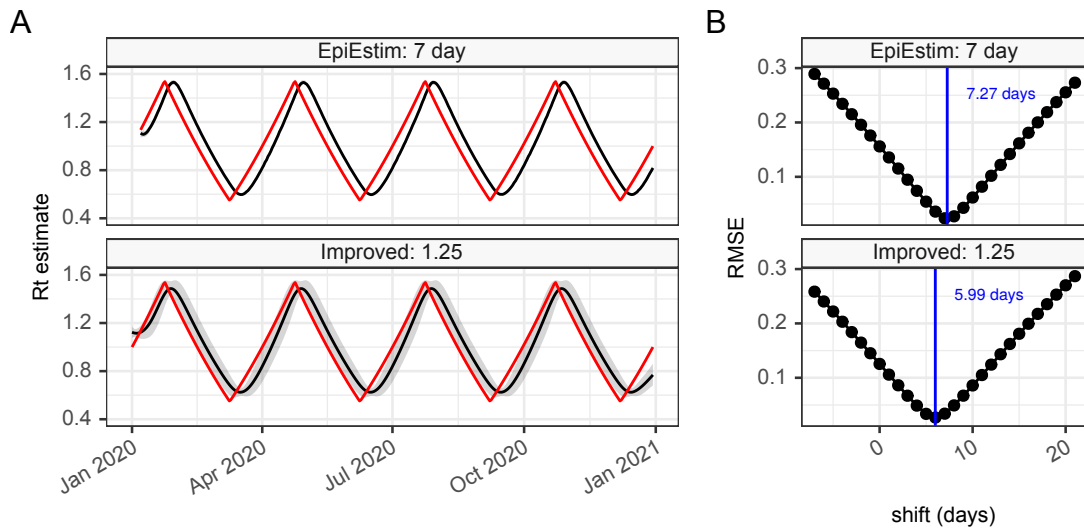 A
EpiEstim: 7 day
1.6
1.2
0.8
0.4
Improved: 1.25
1.6
1.2
0.8
0.4
Rt estimate
Jan 2020
Apr 2020
Jul 2020
Oct 2020
Jan 2021
B
EpiEstim: 7 day
0.3
0.2
0.1
7.27 days
Improved: 1.25
0.3
0.2
0.1
5.99 days
RMSE
0
10
20
shift (days)